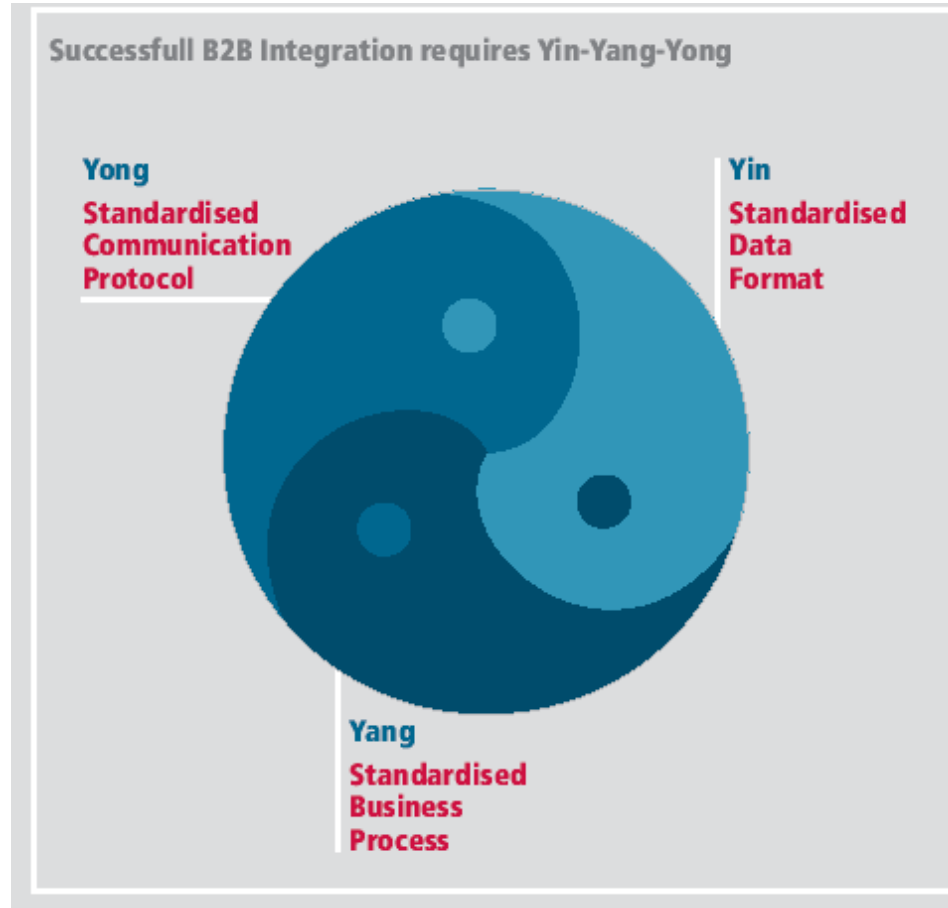 Successfull B2B Integration requires Yin-Yang-Yong
Yong
Standardised
Communication
Protocol
Yin
Standardised
Data
Format
Yang
Standardised
Business
Process